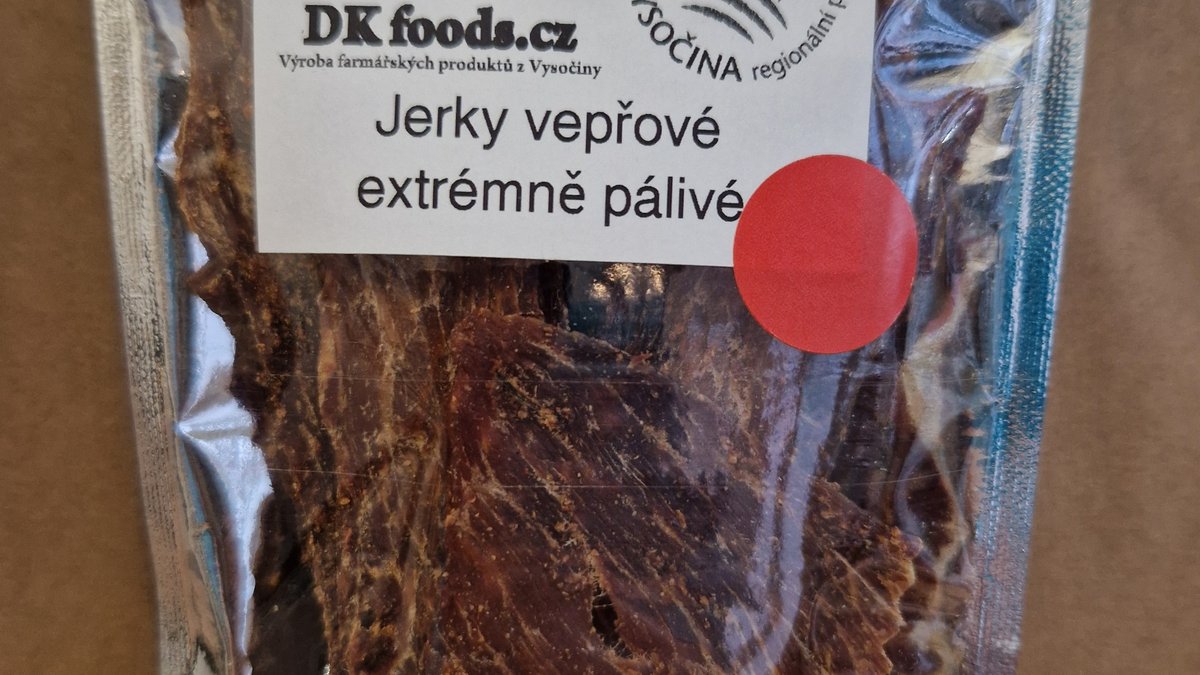 DK foods.cz
Výroba farmářských produktů z Vysočiny
VYSOČINA regionální
Jerky vepřové
extrémně pálivé